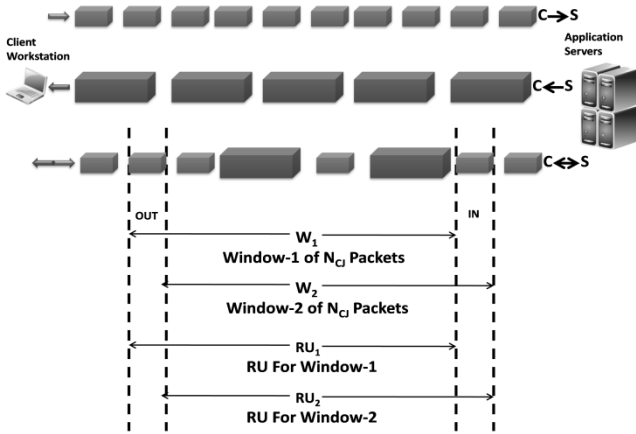 C→S
Client
Workstation
Application
Servers
C←S
C↔S
OUT
IN
W1
Window-1 of NCJ Packets
W2
Window-2 of NCJ Packets
RU1
RU For Window-1
RU2
RU For Window-2